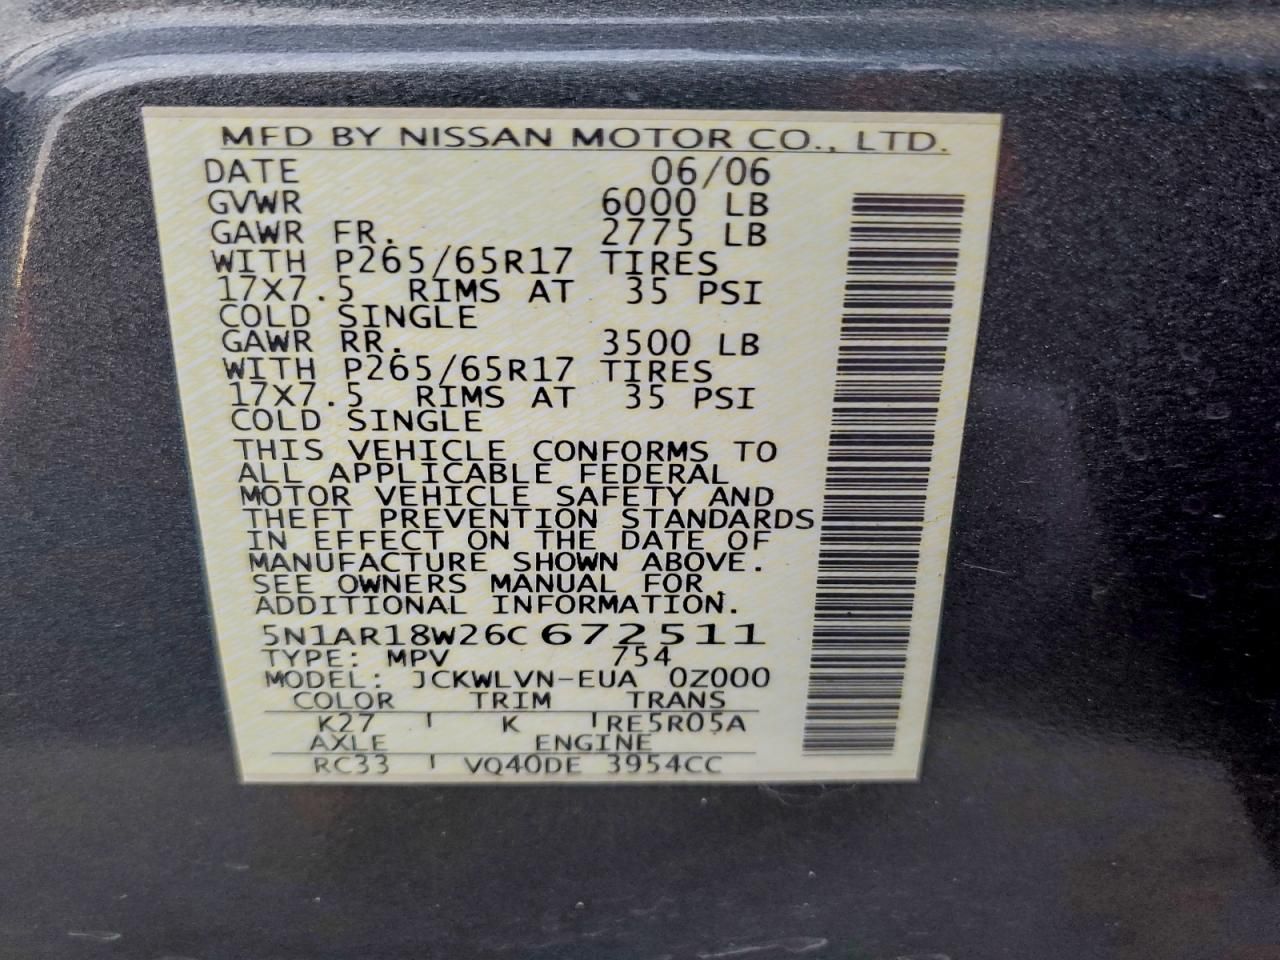 MFD BY NISSAN MOTOR CO., LTD.
DATE 06/06
GVWR 6000 LB
GAWR FR. 2775 LB
WITH P265/65R17 TIRES
17X7.5 RIMS AT 35 PSI
COLD SINGLE
GAWR RR. 3500 LB
WITH P265/65R17 TIRES
17X7.5 RIMS AT 35 PSI
COLD SINGLE
THIS VEHICLE CONFORMS TO
ALL APPLICABLE FEDERAL
MOTOR VEHICLE SAFETY AND
THEFT PREVENTION STANDARDS
IN EFFECT ON THE DATE OF
MANUFACTURE SHOWN ABOVE.
SEE OWNERS MANUAL FOR
ADDITIONAL INFORMATION.
5N1AR18W26C672511
TYPE: MPV 754
MODEL: JCKWLVN-EUA 0Z000
COLOR TRIM TRANS
K27 K RE5R05A
AXLE ENGINE
RC33 VQ40DE 3954CC